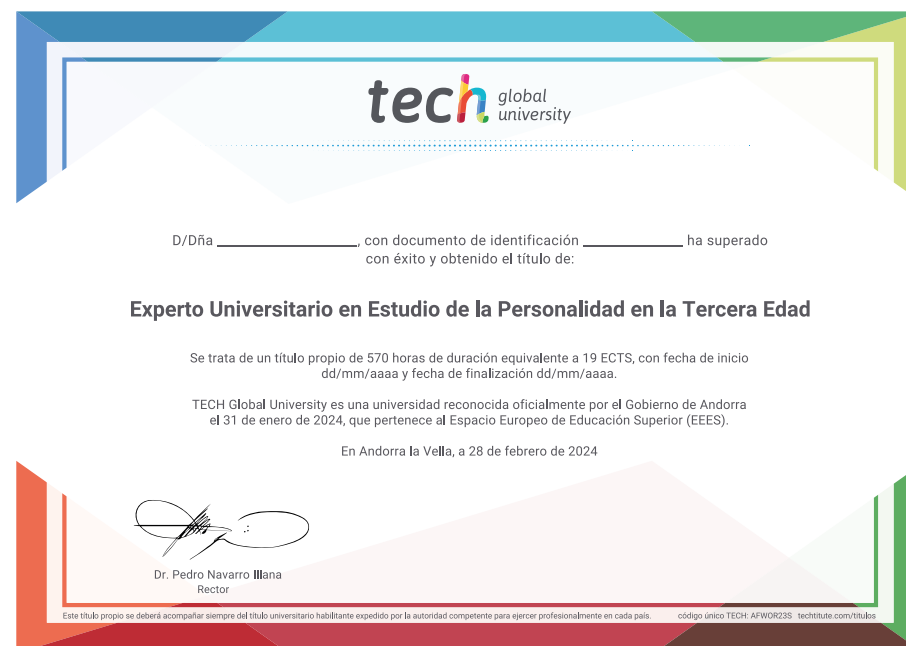 tech global
university
D/Dña ____________________, con documento de identificación ______________ ha superado
con éxito y obtenido el título de:
Experto Universitario en Estudio de la Personalidad en la Tercera Edad
Se trata de un título propio de 570 horas de duración equivalente a 19 ECTS, con fecha de inicio
dd/mm/aaaa y fecha de finalización dd/mm/aaaa.
TECH Global University es una universidad reconocida oficialmente por el Gobierno de Andorra
el 31 de enero de 2024, que pertenece al Espacio Europeo de Educación Superior (EEES).
En Andorra la Vella, a 28 de febrero de 2024
Dr. Pedro Navarro Illana
Rector
Este título propio se deberá acompañar siempre del título universitario habilitante expedido por la autoridad competente para ejercer profesionalmente en cada país. código único TECH: AFWOR23S techtitute.com/titulos